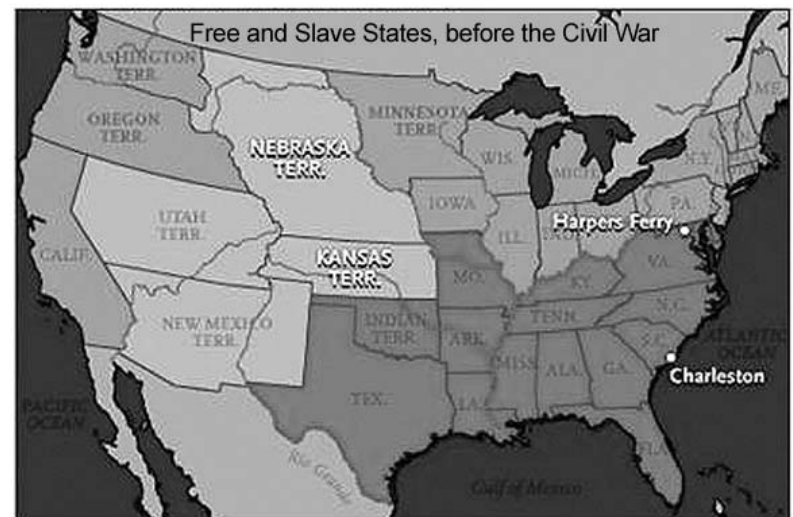 Free and Slave States, before the Civil War
WASHINGTON
TERR.
OREGON
TERR.
NEBRASKA
TERR.
MINNESOTA
TERR.
WIS.
MICH.
N.Y.
ME.
IOWA
PA.
UTAH
TERR.
CALIF.
KANSAS
TERR.
ILL.
IND.
Harpers Ferry
MO.
KY.
VA.
NEW MEXICO
TERR.
INDIAN
TERR.
ARK.
TENN.
N.C.
S.C.
ATLANTIC
OCEAN
MISS.
ALA.
GA.
Charleston
PACIFIC
OCEAN
TEX.
LA.
FLA.
Rio Grande
Gulf of Mexico